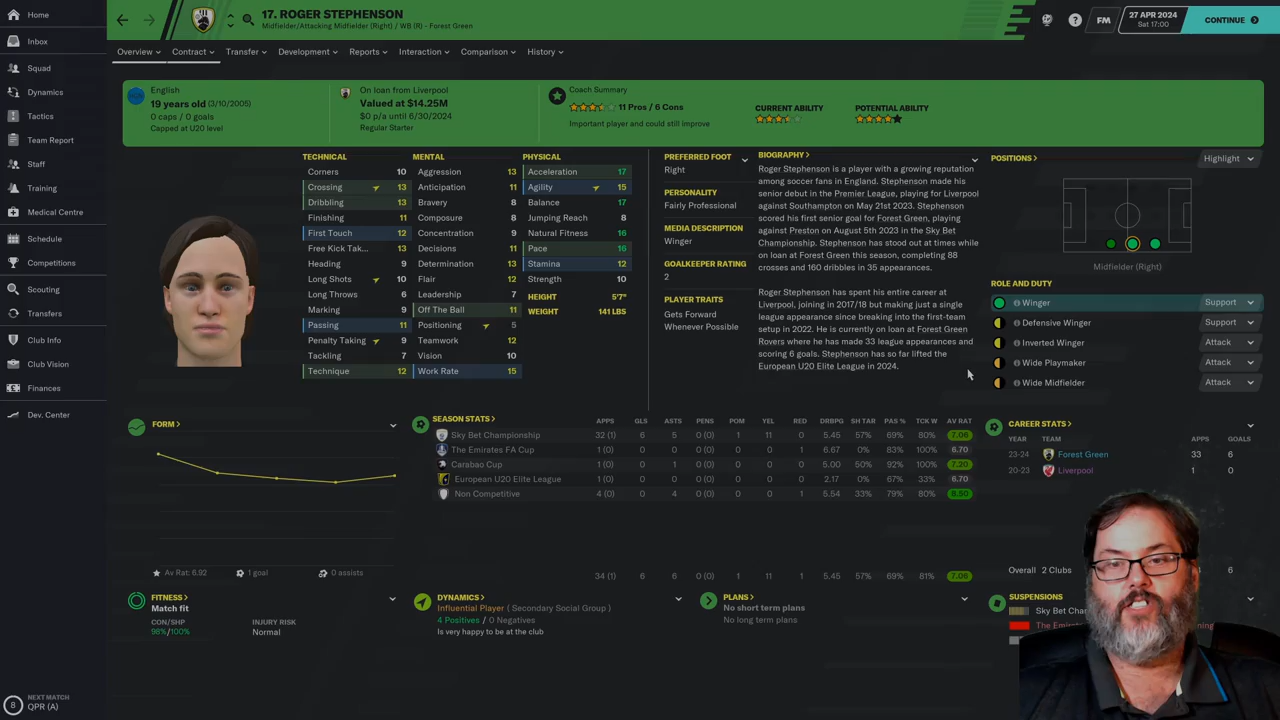 Home
Inbox
Squad
Dynamics
Tactics
Team Report
Staff
Training
Medical Centre
Schedule
Competitions
Scouting
Transfers
Club Info
Club Vision
Finances
Dev. Center
8
NEXT MATCH
QPR (A)
17. ROGER STEPHENSON
Midfielder/Attacking Midfielder (Right) / WB (R) - Forest Green
FM
27 APR 2024
Sat 17:00
CONTINUE
Overview Contract Transfer Development Reports Interaction Comparison History
English
19 years old (3/10/2005)
0 caps / 0 goals
Capped at U20 level
On loan from Liverpool
Valued at $14.25M
$0 p/a until 6/30/2024
Regular Starter
Coach Summary
11 Pros / 6 Cons
Important player and could still improve
CURRENT ABILITY
POTENTIAL ABILITY
TECHNICAL
Corners 10
Crossing 13
Dribbling 13
Finishing 11
First Touch 12
Free Kick Tak... 13
Heading 9
Long Shots 10
Long Throws 6
Marking 9
Passing 11
Penalty Taking 9
Tackling 7
Technique 12
MENTAL
Aggression 13
Anticipation 11
Bravery 8
Composure 8
Concentration 9
Decisions 11
Determination 13
Flair 12
Leadership 7
Off The Ball 11
Positioning 5
Teamwork 12
Vision 10
Work Rate 15
PHYSICAL
Acceleration 17
Agility 15
Balance 17
Jumping Reach 8
Natural Fitness 16
Pace 16
Stamina 12
Strength 10
HEIGHT 5'7"
WEIGHT 141 LBS
PREFERRED FOOT
Right
PERSONALITY
Fairly Professional
MEDIA DESCRIPTION
Winger
GOALKEEPER RATING
2
PLAYER TRAITS
Gets Forward
Whenever Possible
BIOGRAPHY>
Roger Stephenson is a player with a growing reputation
among soccer fans in England. Stephenson made his
senior debut in the Premier League, playing for Liverpool
against Southampton on May 21st 2023. Stephenson
scored his first senior goal for Forest Green, playing
against Preston on August 5th 2023 in the Sky Bet
Championship. Stephenson has stood out at times while
on loan at Forest Green this season, completing 88
crosses and 160 dribbles in 35 appearances.
Roger Stephenson has spent his entire career at
Liverpool, joining in 2017/18 but making just a single
league appearance since breaking into the first-team
setup in 2022. He is currently on loan at Forest Green
Rovers where he has made 33 league appearances and
scoring 6 goals. Stephenson has so far lifted the
European U20 Elite League in 2024.
POSITIONS>
Highlight
Midfielder (Right)
ROLE AND DUTY
Winger Support
Defensive Winger Support
Inverted Winger Attack
Wide Playmaker Attack
Wide Midfielder Attack
FORM>
Av Rat: 6.92 1 goal 0 assists
SEASON STATS> APPS GLS ASTS PENS POM YEL RED DRBPG SH TAR PAS % TCK W AV RAT
Sky Bet Championship 32 (1) 6 5 0 (0) 1 11 0 5.45 57% 69% 80% 7.06
The Emirates FA Cup 1 (0) 0 0 0 (0) 0 0 1 6.67 0% 83% 100% 6.70
Carabao Cup 1 (0) 0 1 0 (0) 0 0 0 5.00 50% 92% 100% 7.20
European U20 Elite League 1 (0) 0 0 0 (0) 0 0 0 2.17 0% 67% 33% 6.70
Non Competitive 4 (0) 0 4 0 (0) 0 0 0 5.54 33% 79% 80% 8.50
34 (1) 6 6 0 (0) 1 11 1 5.45 57% 69% 81% 7.06
CAREER STATS>
YEAR TEAM APPS GOALS
23-24 Forest Green 33 6
20-23 Liverpool 1 0
Overall 2 Clubs 6
FITNESS>
Match fit
CON/SHP
98%/100%
INJURY RISK
Normal
DYNAMICS>
Influential Player ( Secondary Social Group )
4 Positives / 0 Negatives
Is very happy to be at the club
PLANS>
No short term plans
No long term plans
SUSPENSIONS
Sky Bet
The